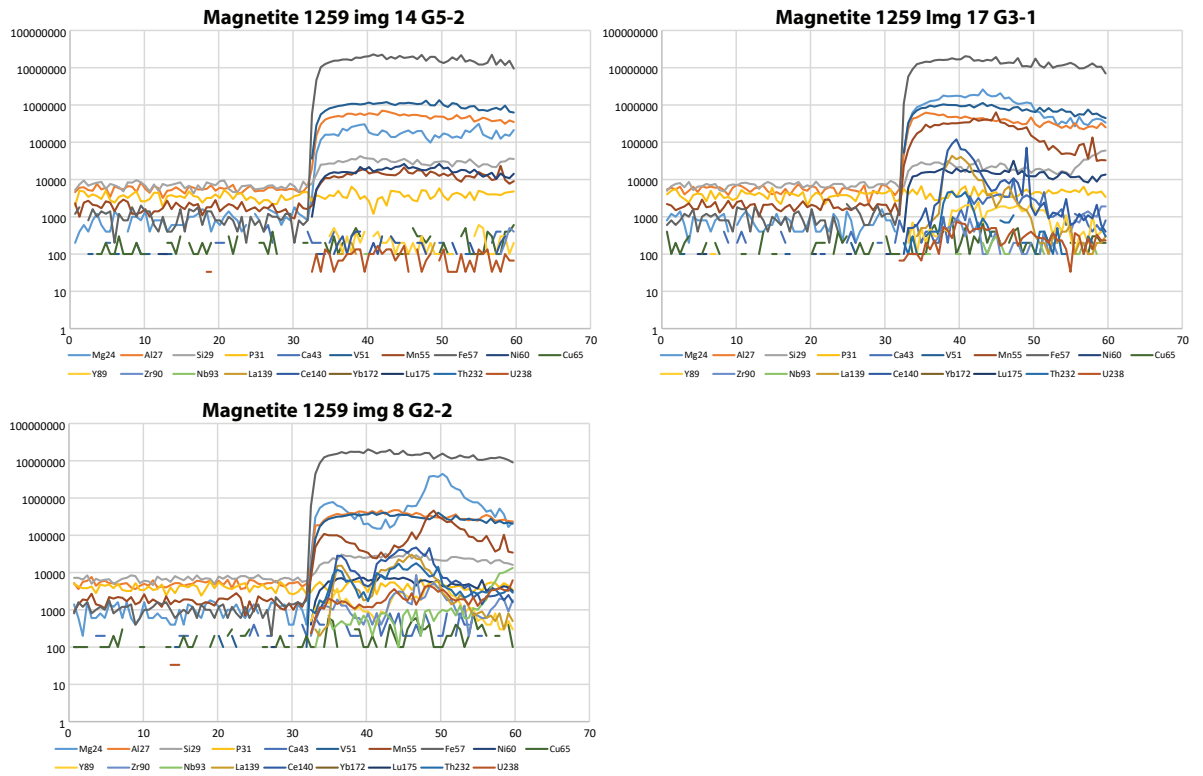 Magnetite 1259 img 14 G5-2
100000000
10000000
1000000
100000
10000
1000
100
10
1
0 10 20 30 40 50 60 70
Mg24 Al27 Si29 P31 Ca43 V51 Mn55 Fe57 Ni60 Cu65
Y89 Zr90 Nb93 La139 Ce140 Yb172 Lu175 Th232 U238
Magnetite 1259 Img 17 G3-1
100000000
10000000
1000000
100000
10000
1000
100
10
1
0 10 20 30 40 50 60 70
Mg24 Al27 Si29 P31 Ca43 V51 Mn55 Fe57 Ni60 Cu65
Y89 Zr90 Nb93 La139 Ce140 Yb172 Lu175 Th232 U238
Magnetite 1259 img 8 G2-2
100000000
10000000
1000000
100000
10000
1000
100
10
1
0 10 20 30 40 50 60 70
Mg24 Al27 Si29 P31 Ca43 V51 Mn55 Fe57 Ni60 Cu65
Y89 Zr90 Nb93 La139 Ce140 Yb172 Lu175 Th232 U238